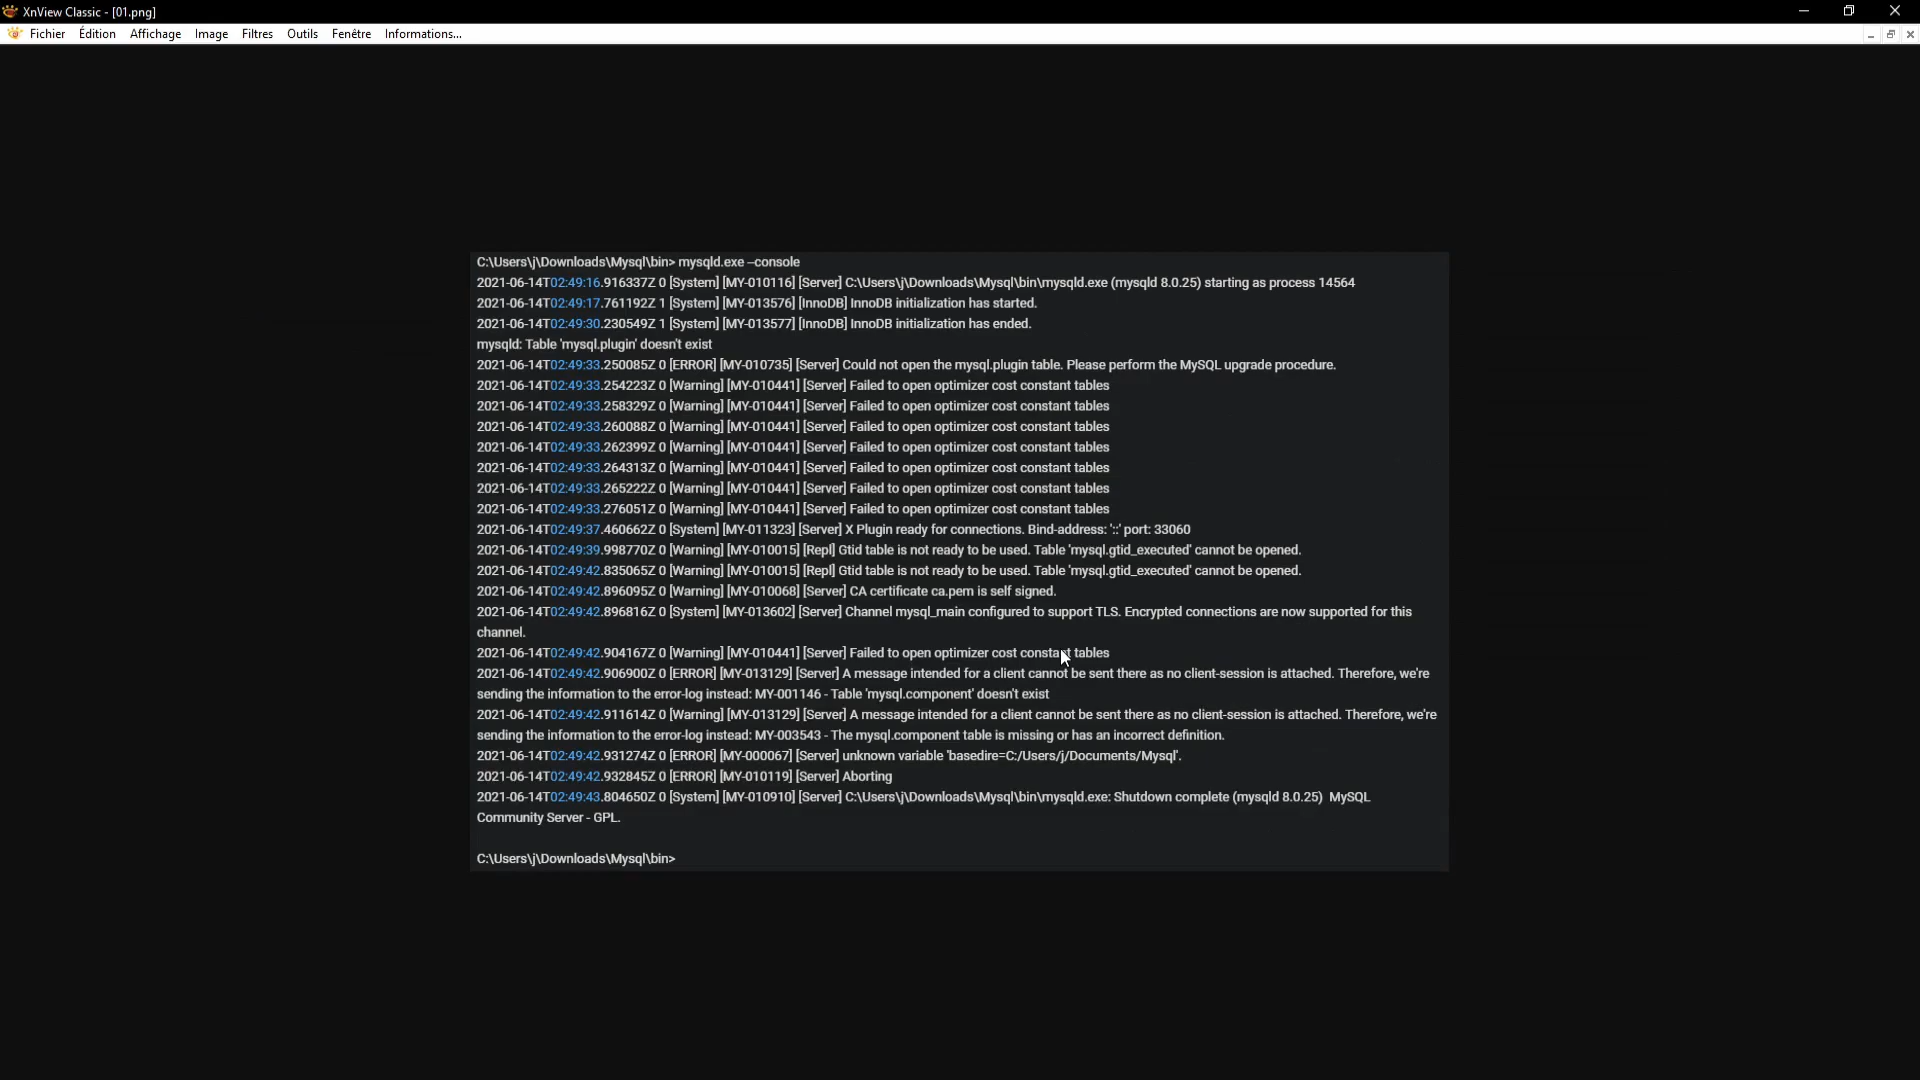 XnView Classic - [01.png]
Fichier Édition Affichage Image Filtres Outils Fenêtre Informations...
C:\Users\j\Downloads\Mysql\bin> mysqld.exe –console
2021-06-14T02:49:16.916337Z 0 [System] [MY-010116] [Server] C:\Users\j\Downloads\Mysql\bin\mysqld.exe (mysqld 8.0.25) starting as process 14564
2021-06-14T02:49:17.761192Z 1 [System] [MY-013576] [InnoDB] InnoDB initialization has started.
2021-06-14T02:49:30.230549Z 1 [System] [MY-013577] [InnoDB] InnoDB initialization has ended.
mysqld: Table 'mysql.plugin' doesn't exist
2021-06-14T02:49:33.250085Z 0 [ERROR] [MY-010735] [Server] Could not open the mysql.plugin table. Please perform the MySQL upgrade procedure.
2021-06-14T02:49:33.254223Z 0 [Warning] [MY-010441] [Server] Failed to open optimizer cost constant tables
2021-06-14T02:49:33.258329Z 0 [Warning] [MY-010441] [Server] Failed to open optimizer cost constant tables
2021-06-14T02:49:33.260088Z 0 [Warning] [MY-010441] [Server] Failed to open optimizer cost constant tables
2021-06-14T02:49:33.262399Z 0 [Warning] [MY-010441] [Server] Failed to open optimizer cost constant tables
2021-06-14T02:49:33.264313Z 0 [Warning] [MY-010441] [Server] Failed to open optimizer cost constant tables
2021-06-14T02:49:33.265222Z 0 [Warning] [MY-010441] [Server] Failed to open optimizer cost constant tables
2021-06-14T02:49:33.276051Z 0 [Warning] [MY-010441] [Server] Failed to open optimizer cost constant tables
2021-06-14T02:49:37.460662Z 0 [System] [MY-011323] [Server] X Plugin ready for connections. Bind-address: '::' port: 33060
2021-06-14T02:49:39.998770Z 0 [Warning] [MY-010015] [Repl] Gtid table is not ready to be used. Table 'mysql.gtid_executed' cannot be opened.
2021-06-14T02:49:42.835065Z 0 [Warning] [MY-010015] [Repl] Gtid table is not ready to be used. Table 'mysql.gtid_executed' cannot be opened.
2021-06-14T02:49:42.896095Z 0 [Warning] [MY-010068] [Server] CA certificate ca.pem is self signed.
2021-06-14T02:49:42.896816Z 0 [System] [MY-013602] [Server] Channel mysql_main configured to support TLS. Encrypted connections are now supported for this
channel.
2021-06-14T02:49:42.904167Z 0 [Warning] [MY-010441] [Server] Failed to open optimizer cost constant tables
2021-06-14T02:49:42.906900Z 0 [ERROR] [MY-013129] [Server] A message intended for a client cannot be sent there as no client-session is attached. Therefore, we're
sending the information to the error-log instead: MY-001146 - Table 'mysql.component' doesn't exist
2021-06-14T02:49:42.911614Z 0 [Warning] [MY-013129] [Server] A message intended for a client cannot be sent there as no client-session is attached. Therefore, we're
sending the information to the error-log instead: MY-003543 - The mysql.component table is missing or has an incorrect definition.
2021-06-14T02:49:42.931274Z 0 [ERROR] [MY-000067] [Server] unknown variable 'basedire=C:/Users/j/Documents/Mysql'.
2021-06-14T02:49:42.932845Z 0 [ERROR] [MY-010119] [Server] Aborting
2021-06-14T02:49:43.804650Z 0 [System] [MY-010910] [Server] C:\Users\j\Downloads\Mysql\bin\mysqld.exe: Shutdown complete (mysqld 8.0.25) MySQL
Community Server - GPL.
C:\Users\j\Downloads\Mysql\bin>